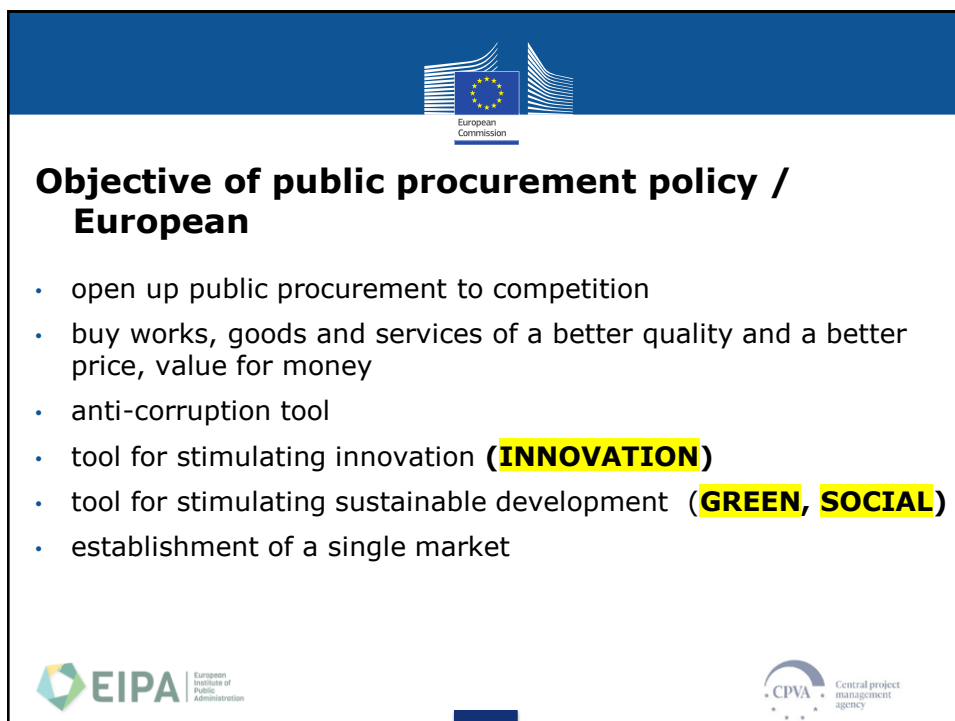 European
Commission
Objective of public procurement policy /
European
• open up public procurement to competition
• buy works, goods and services of a better quality and a better
price, value for money
• anti-corruption tool
• tool for stimulating innovation (INNOVATION)
• tool for stimulating sustainable development (GREEN, SOCIAL)
• establishment of a single market
EIPA
European
Institute of
Public
Administration
CPVA
Central project
management
agency